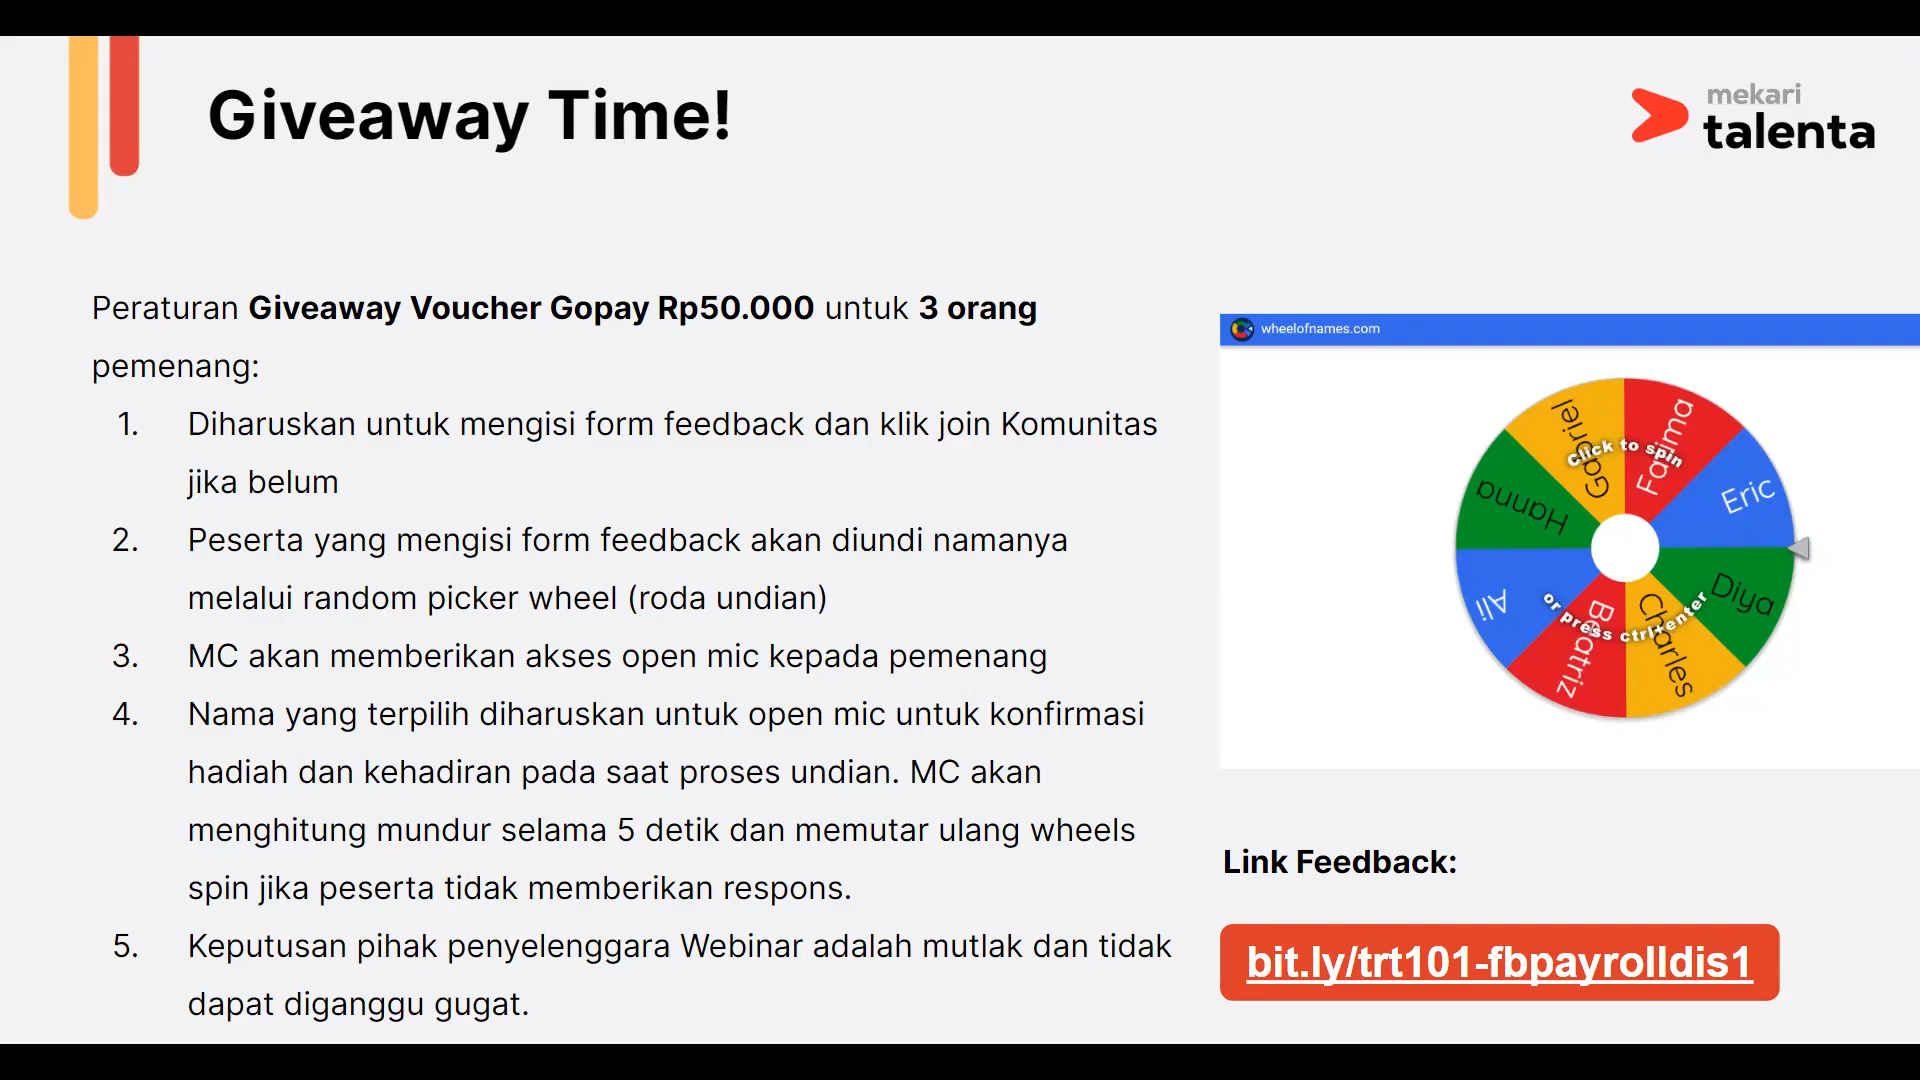 Giveaway Time!
mekari
talenta
Peraturan Giveaway Voucher Gopay Rp50.000 untuk 3 orang
pemenang:
1. Diharuskan untuk mengisi form feedback dan klik join Komunitas
jika belum
2. Peserta yang mengisi form feedback akan diundi namanya
melalui random picker wheel (roda undian)
3. MC akan memberikan akses open mic kepada pemenang
4. Nama yang terpilih diharuskan untuk open mic untuk konfirmasi
hadiah dan kehadiran pada saat proses undian. MC akan
menghitung mundur selama 5 detik dan memutar ulang wheels
spin jika peserta tidak memberikan respons.
5. Keputusan pihak penyelenggara Webinar adalah mutlak dan tidak
dapat diganggu gugat.
wheelofnames.com
Gabriel
Fatima
Eric
Diya
Charles
Beatriz
Ali
Hanna
Click to spin
or press ctrl+enter
Link Feedback:
bit.ly/trt101-fbpayrolldis1